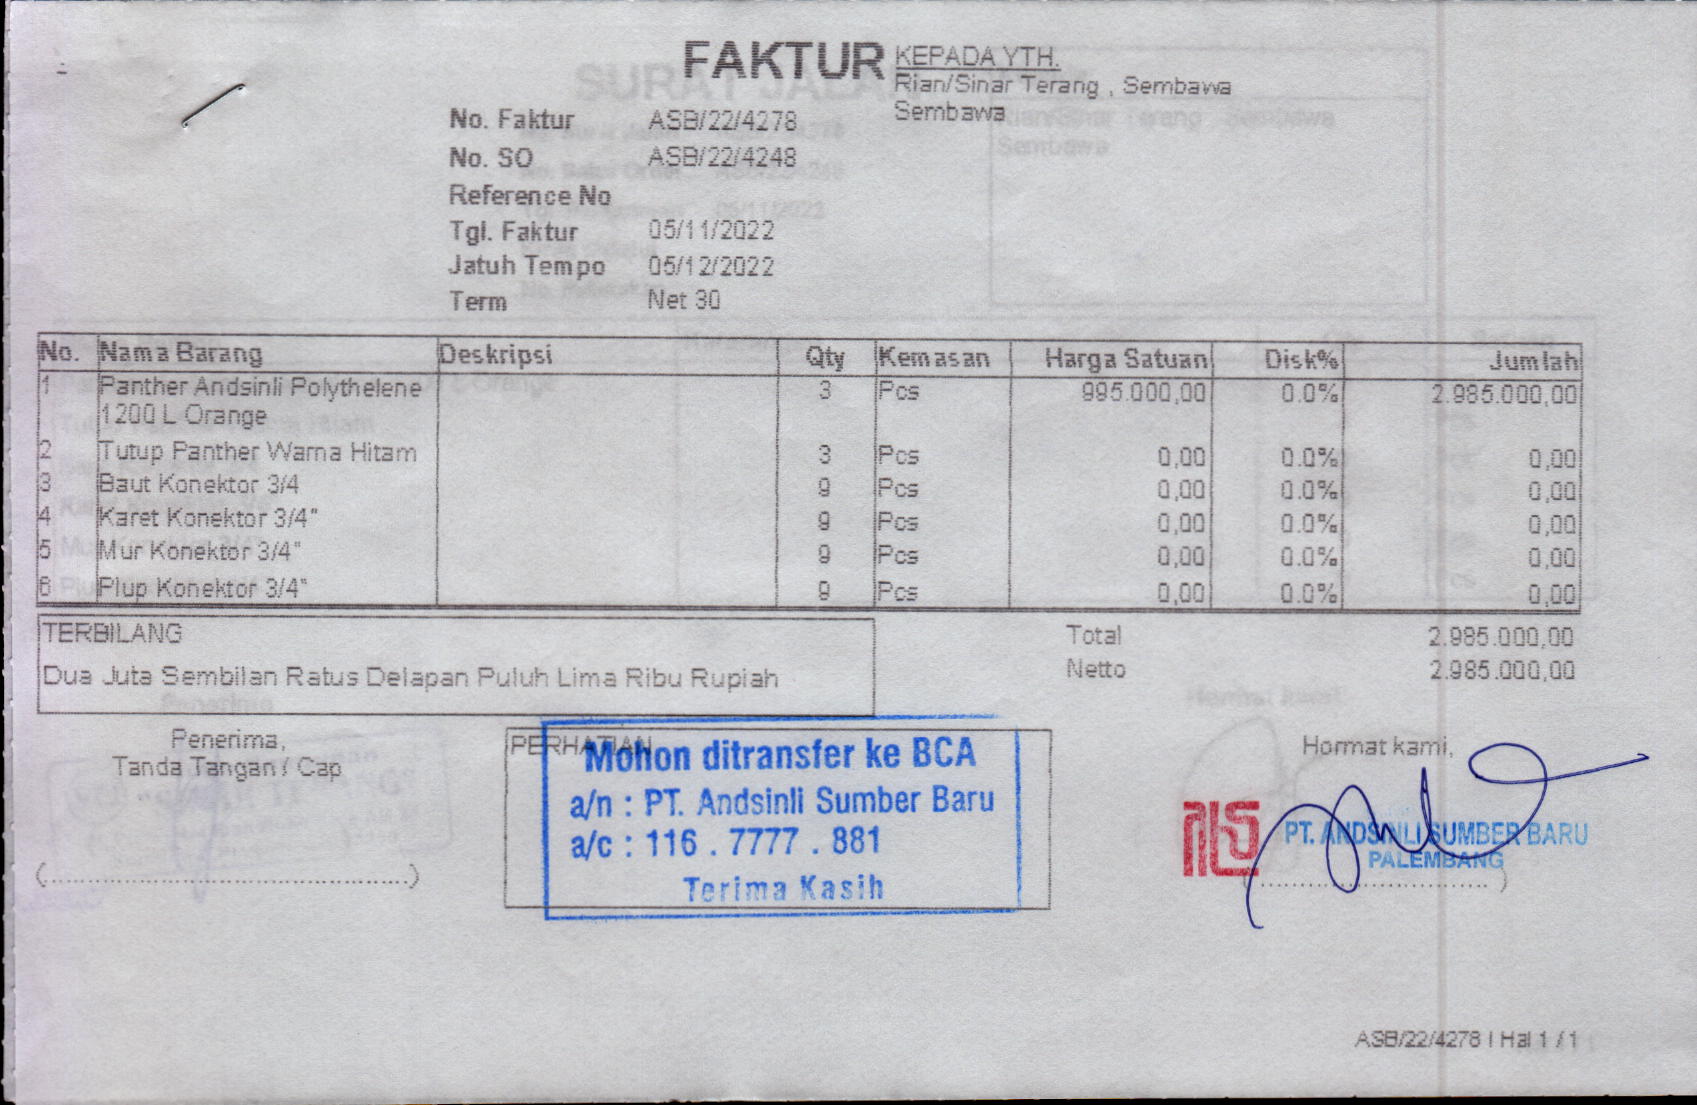 FAKTUR
KEPADA YTH.
Rian/Sinar Terang , Sembawa
Sembawa
No. Faktur ASB/22/4278
No. SO ASB/22/4248
Reference No
Tgl. Faktur 05/11/2022
Jatuh Tempo 05/12/2022
Term Net 30
No. Nama Barang Deskripsi Qty Kemasan Harga Satuan Disk% Jumlah
1 Panther Andsinli Polythelene 3 Pcs 995.000,00 0.0% 2.985.000,00
1200 L Orange
2 Tutup Panther Warna Hitam 3 Pcs 0,00 0.0% 0,00
3 Baut Konektor 3/4 9 Pcs 0,00 0.0% 0,00
4 Karet Konektor 3/4" 9 Pcs 0,00 0.0% 0,00
5 Mur Konektor 3/4" 9 Pcs 0,00 0.0% 0,00
6 Plup Konektor 3/4" 9 Pcs 0,00 0.0% 0,00
TERBILANG
Dua Juta Sembilan Ratus Delapan Puluh Lima Ribu Rupiah
Total 2.985.000,00
Netto 2.985.000,00
Penerima,
Tanda Tangan / Cap
(......................................................)
PERHATIAN
Mohon ditransfer ke BCA
a/n : PT. Andsinli Sumber Baru
a/c : 116 . 7777 . 881
Terima Kasih
Hormat kami,
PT. ANDSINLI SUMBER BARU
PALEMBANG
(..................................)
ASB/22/4278 | Hal 1 / 1